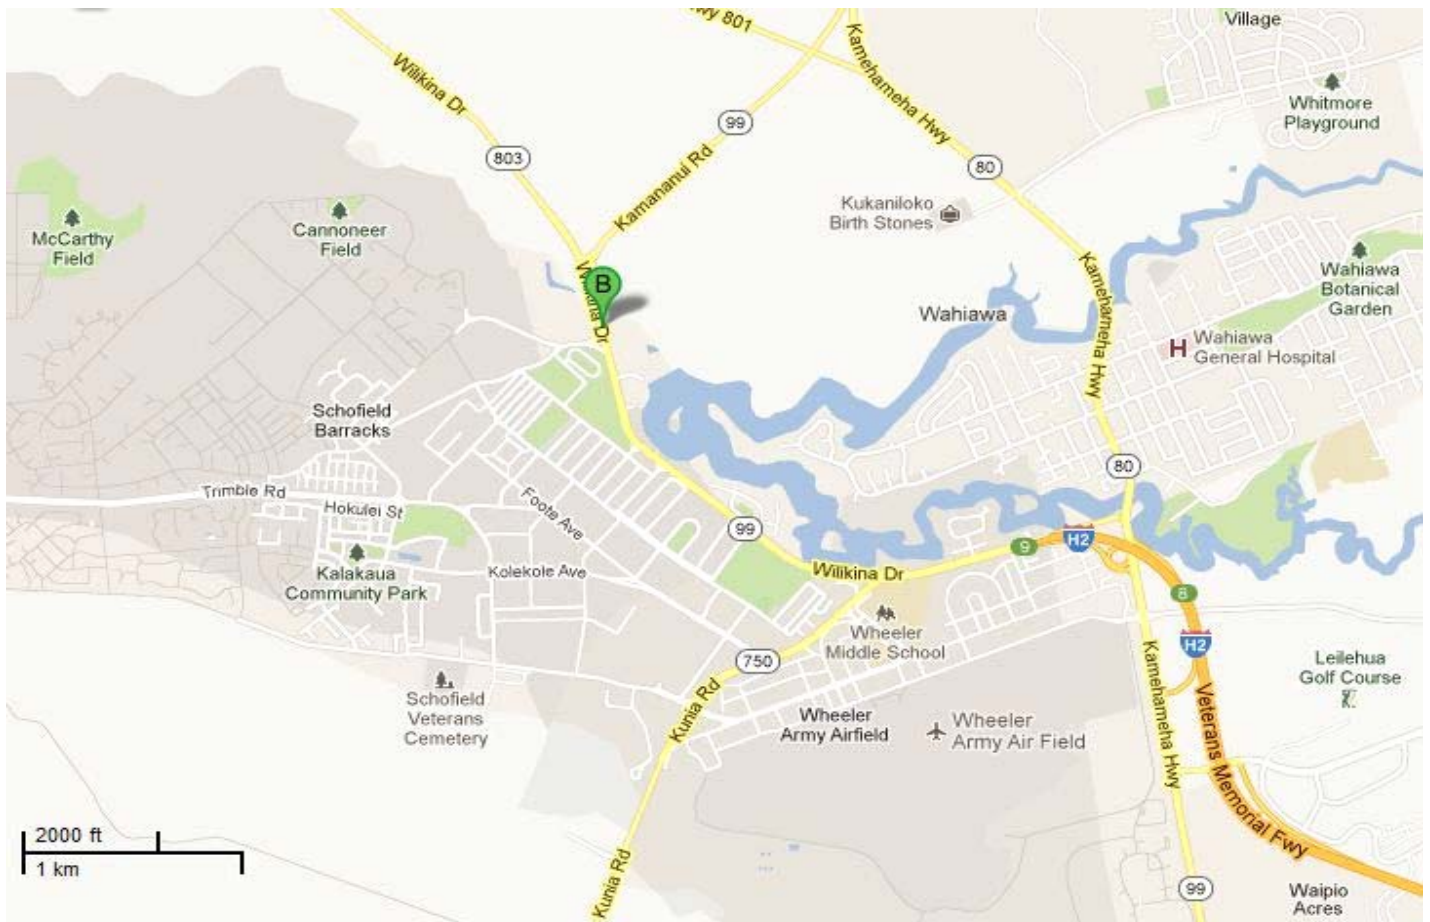 wy 801
Village
Wilikina Dr
Kamehameha Hwy
99
Whitmore
Playground
803
80
Kamananui Rd
Kukaniloko
Birth Stones
McCarthy
Field
Cannoneer
Field
Wahiawa
Botanical
Garden
Wilikina Dr
B
Kamehameha Hwy
Wahiawa
Wahiawa
General Hospital
H
Schofield
Barracks
80
Trimble Rd
Hokulei St
Foote Ave
99
9
H2
Kolekole Ave
Wilikina Dr
Kalakaua
Community Park
8
Wheeler
Middle School
H2
750
Leilehua
Golf Course
Kunia Rd
Kamehameha Hwy
Schofield
Veterans
Cemetery
Wheeler
Army Airfield
Wheeler
Army Air Field
Veterans Memorial Fwy
2000 ft
1 km
Kunia Rd
99
Waipio
Acres